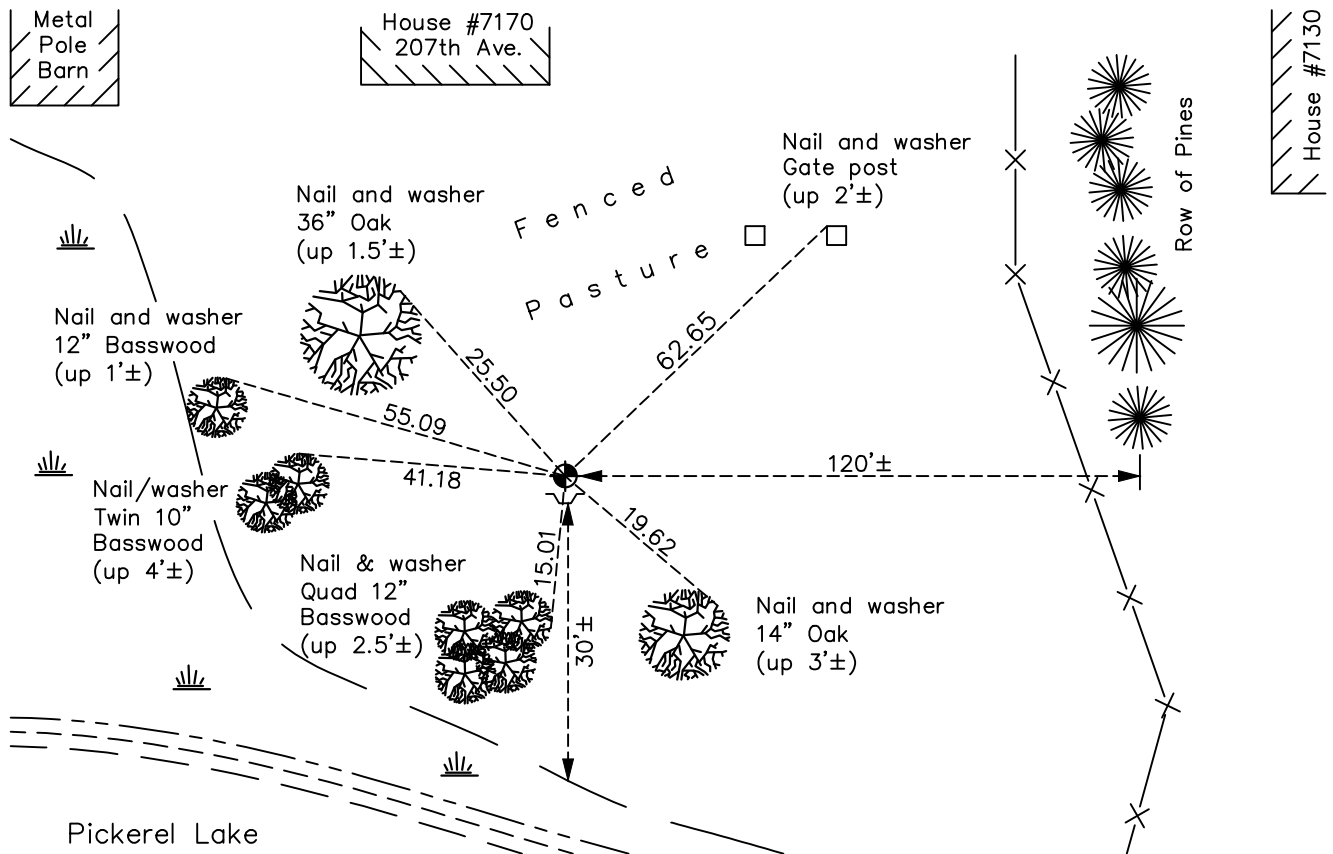 Metal
Pole
Barn
House #7170
207th Ave.
House #7130
Row of Pines
Nail and washer
Gate post
(up 2'±)
Fenced
Pasture
Nail and washer
36" Oak
(up 1.5'±)
Nail and washer
12" Basswood
(up 1'±)
25.50
62.65
55.09
41.18
120'±
Nail/washer
Twin 10"
Basswood
(up 4'±)
19.62
15.01
Nail & washer
Quad 12"
Basswood
(up 2.5'±)
30'±
Nail and washer
14" Oak
(up 3'±)
Pickerel Lake